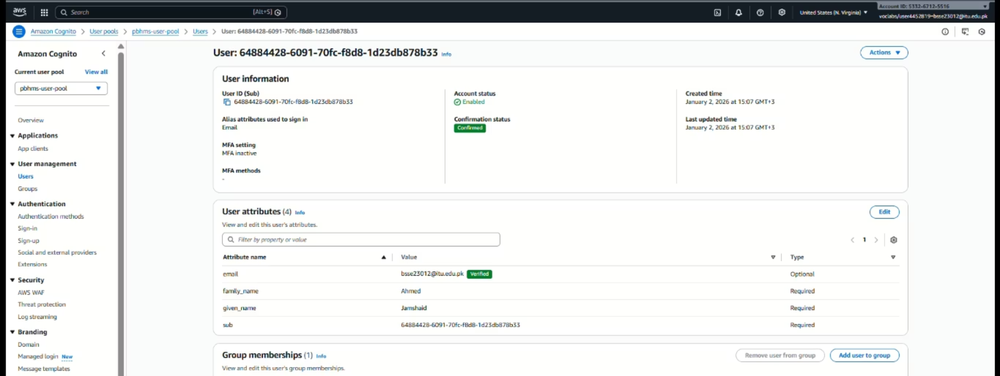 aws
Search [Alt+S]
United States (N. Virginia)
Account ID: 5332-6712-5516
voclabs/user4452819=bsse23012@itu.edu.pk
Amazon Cognito > User pools > pbhms-user-pool > Users > User: 64884428-6091-70fc-f8d8-1d23db878b33
Amazon Cognito
Current user pool View all
pbhms-user-pool
Overview
Applications
App clients
User management
Users
Groups
Authentication
Authentication methods
Sign-in
Sign-up
Social and external providers
Extensions
Security
AWS WAF
Threat protection
Log streaming
Branding
Domain
Managed login New
Message templates
User: 64884428-6091-70fc-f8d8-1d23db878b33 Info
Actions
User information
User ID (Sub)
64884428-6091-70fc-f8d8-1d23db878b33
Alias attributes used to sign in
Email
MFA setting
MFA inactive
MFA methods
-
Account status
Enabled
Confirmation status
Confirmed
Created time
January 2, 2026 at 15:07 GMT+3
Last updated time
January 2, 2026 at 15:07 GMT+3
User attributes (4) Info
Edit
View and edit this user's attributes.
Filter by property or value
1
Attribute name Value Type
email bsse23012@itu.edu.pk Verified Optional
family_name Ahmed Required
given_name Jamshaid Required
sub 64884428-6091-70fc-f8d8-1d23db878b33 Required
Group memberships (1) Info
Remove user from group Add user to group
View and edit this user's group memberships.